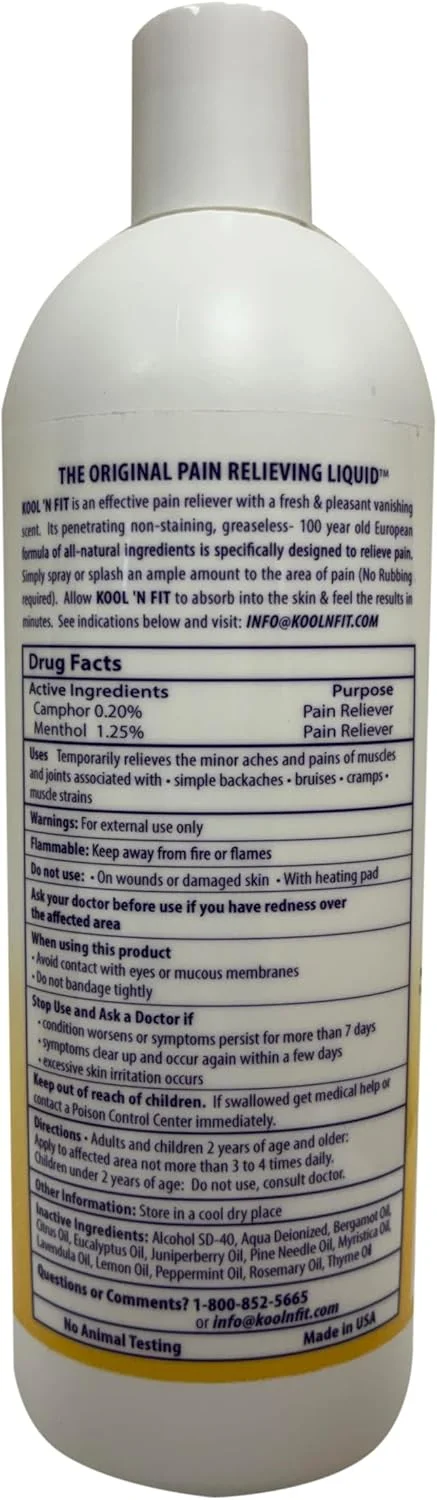 THE ORIGINAL PAIN RELIEVING LIQUID™
KOOL 'N FIT is an effective pain reliever with a fresh & pleasant vanishing
scent. Its penetrating non-staining, greaseless- 100 year old European
formula of all-natural ingredients is specifically designed to relieve pain.
Simply spray or splash an ample amount to the area of pain (No Rubbing
required). Allow KOOL 'N FIT to absorb into the skin & feel the results in
minutes. See indications below and visit: INFO@KOOLNFIT.COM
Drug Facts
Active Ingredients Purpose
Camphor 0.20% Pain Reliever
Menthol 1.25% Pain Reliever
Uses Temporarily relieves the minor aches and pains of muscles
and joints associated with • simple backaches • bruises • cramps •
muscle strains
Warnings: For external use only
Flammable: Keep away from fire or flames
Do not use: • On wounds or damaged skin • With heating pad
Ask your doctor before use if you have redness over
the affected area
When using this product
• Avoid contact with eyes or mucous membranes
• Do not bandage tightly
Stop Use and Ask a Doctor if
• condition worsens or symptoms persist for more than 7 days
• symptoms clear up and occur again within a few days
• excessive skin irritation occurs
Keep out of reach of children. If swallowed get medical help or
contact a Poison Control Center immediately.
Directions • Adults and children 2 years of age and older:
Apply to affected area not more than 3 to 4 times daily.
Children under 2 years of age: Do not use, consult doctor.
Other Information: Store in a cool dry place
Inactive Ingredients: Alcohol SD-40, Aqua Deionized, Bergamot Oil,
Citrus Oil, Eucalyptus Oil, Juniperberry Oil, Pine Needle Oil, Myristica Oil,
Lavendula Oil, Lemon Oil, Peppermint Oil, Rosemary Oil, Thyme Oil
Questions or Comments? 1-800-852-5665
or info@koolnfit.com
No Animal Testing Made in USA